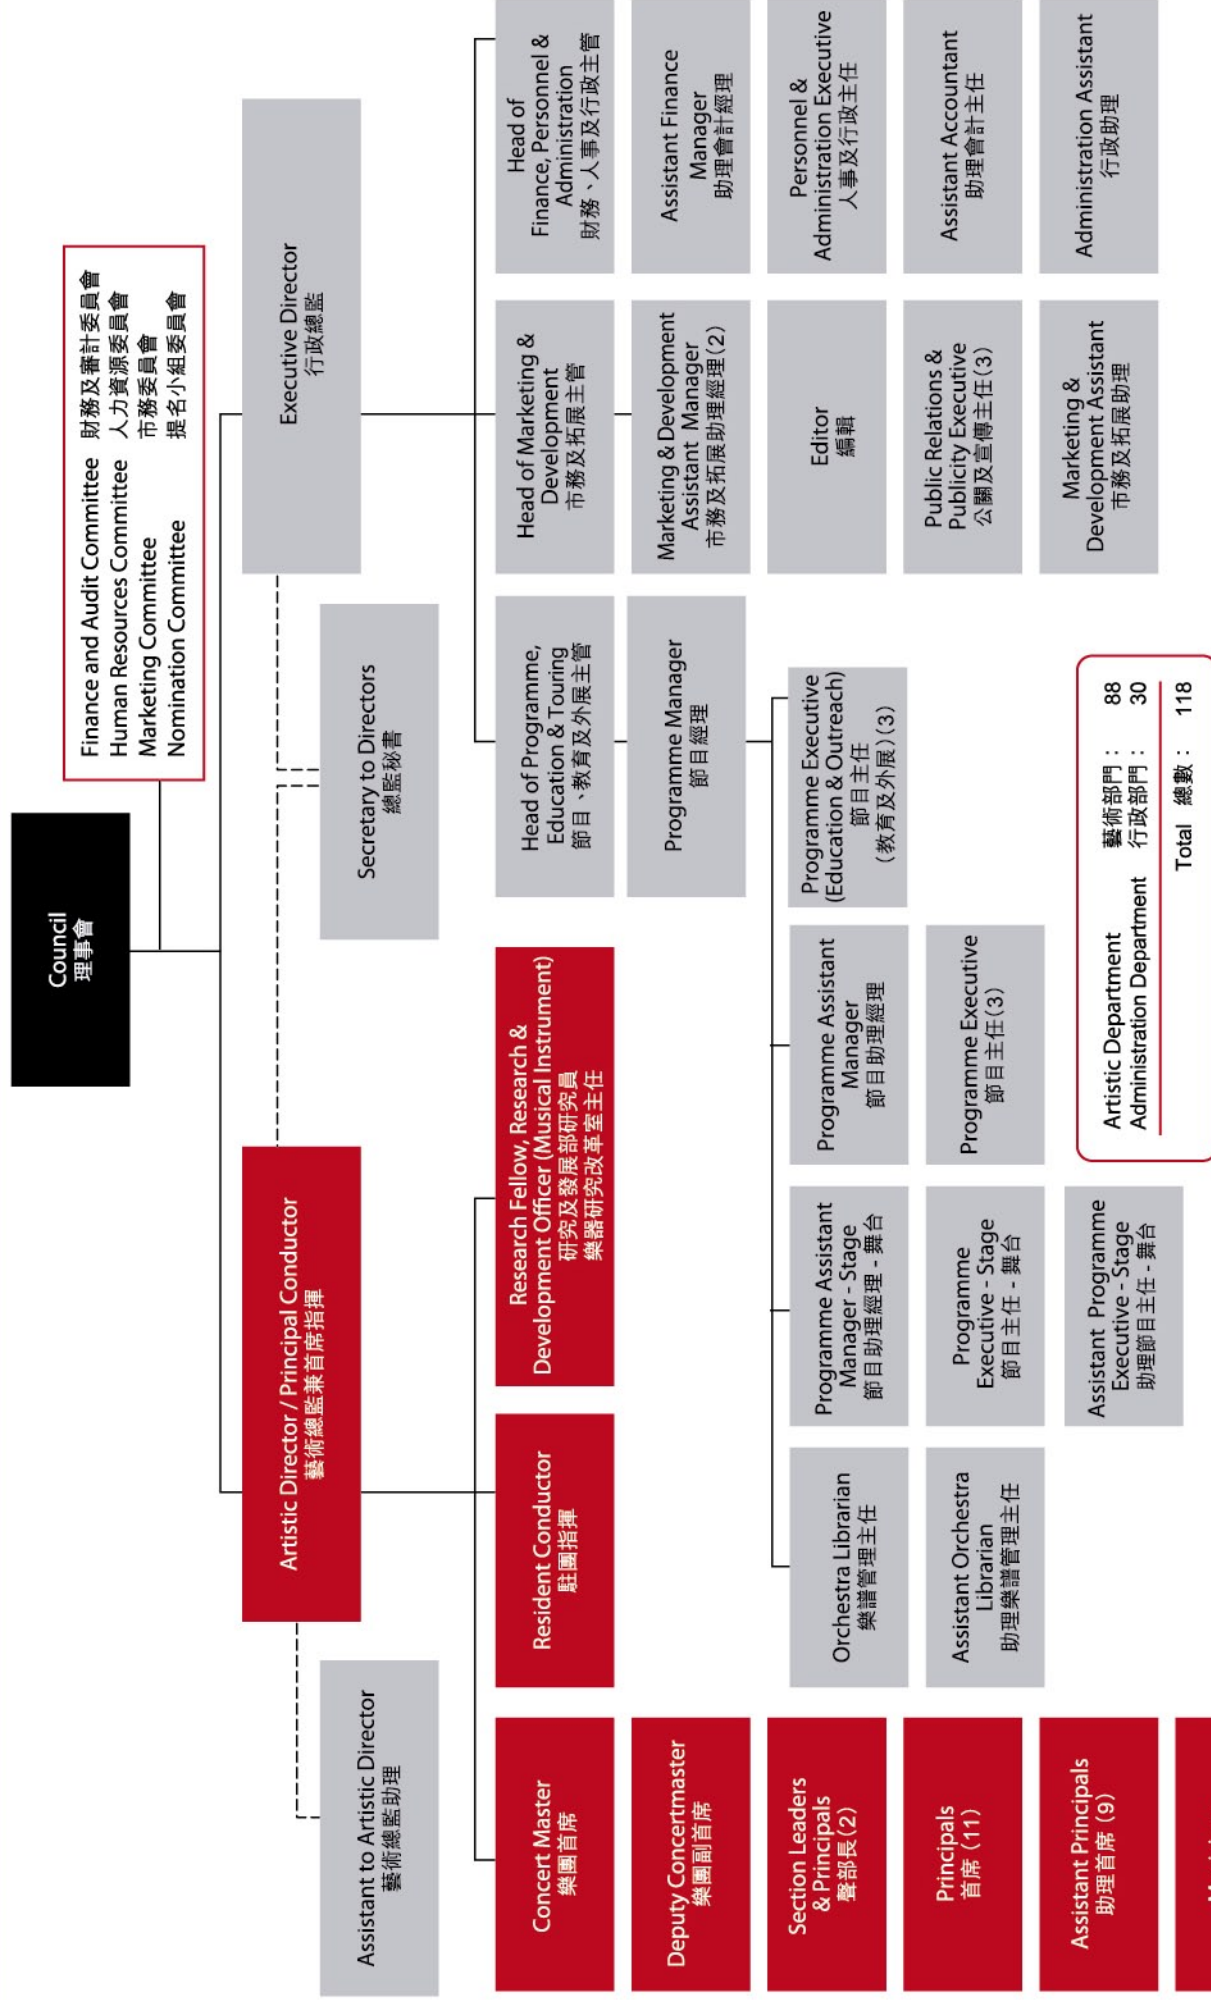 Council
理事會
Finance and Audit Committee 財務及審計委員會
Human Resources Committee 人力資源委員會
Marketing Committee 市務委員會
Nomination Committee 提名小組委員會
Artistic Director / Principal Conductor
藝術總監兼首席指揮
Executive Director
行政總監
Assistant to Artistic Director
藝術總監助理
Secretary to Directors
總監秘書
Concert Master
樂團首席
Deputy Concertmaster
樂團副首席
Section Leaders
& Principals
聲部長(2)
Principals
首席 (11)
Assistant Principals
助理首席 (9)
Resident Conductor
駐團指揮
Research Fellow, Research &
Development Officer (Musical Instrument)
研究及發展部研究員
樂器研究改革室主任
Head of Programme,
Education & Touring
節目、教育及外展主管
Programme Manager
節目經理
Orchestra Librarian
樂譜管理主任
Assistant Orchestra
Librarian
助理樂譜管理主任
Programme Assistant
Manager - Stage
節目助理經理 - 舞台
Programme
Executive - Stage
節目主任 - 舞台
Assistant Programme
Executive - Stage
助理節目主任 - 舞台
Programme Assistant
Manager
節目助理經理
Programme Executive
節目主任(3)
Programme Executive
(Education & Outreach)
節目主任
(教育及外展)(3)
Head of Marketing &
Development
市務及拓展主管
Marketing & Development
Assistant Manager
市務及拓展助理經理(2)
Editor
編輯
Public Relations &
Publicity Executive
公關及宣傳主任(3)
Marketing &
Development Assistant
市務及拓展助理
Head of
Finance, Personnel &
Administration
財務、人事及行政主管
Assistant Finance
Manager
助理會計經理
Personnel &
Administration Executive
人事及行政主任
Assistant Accountant
助理會計主任
Administration Assistant
行政助理
Artistic Department 藝術部門： 88
Administration Department 行政部門： 30
Total 總數： 118